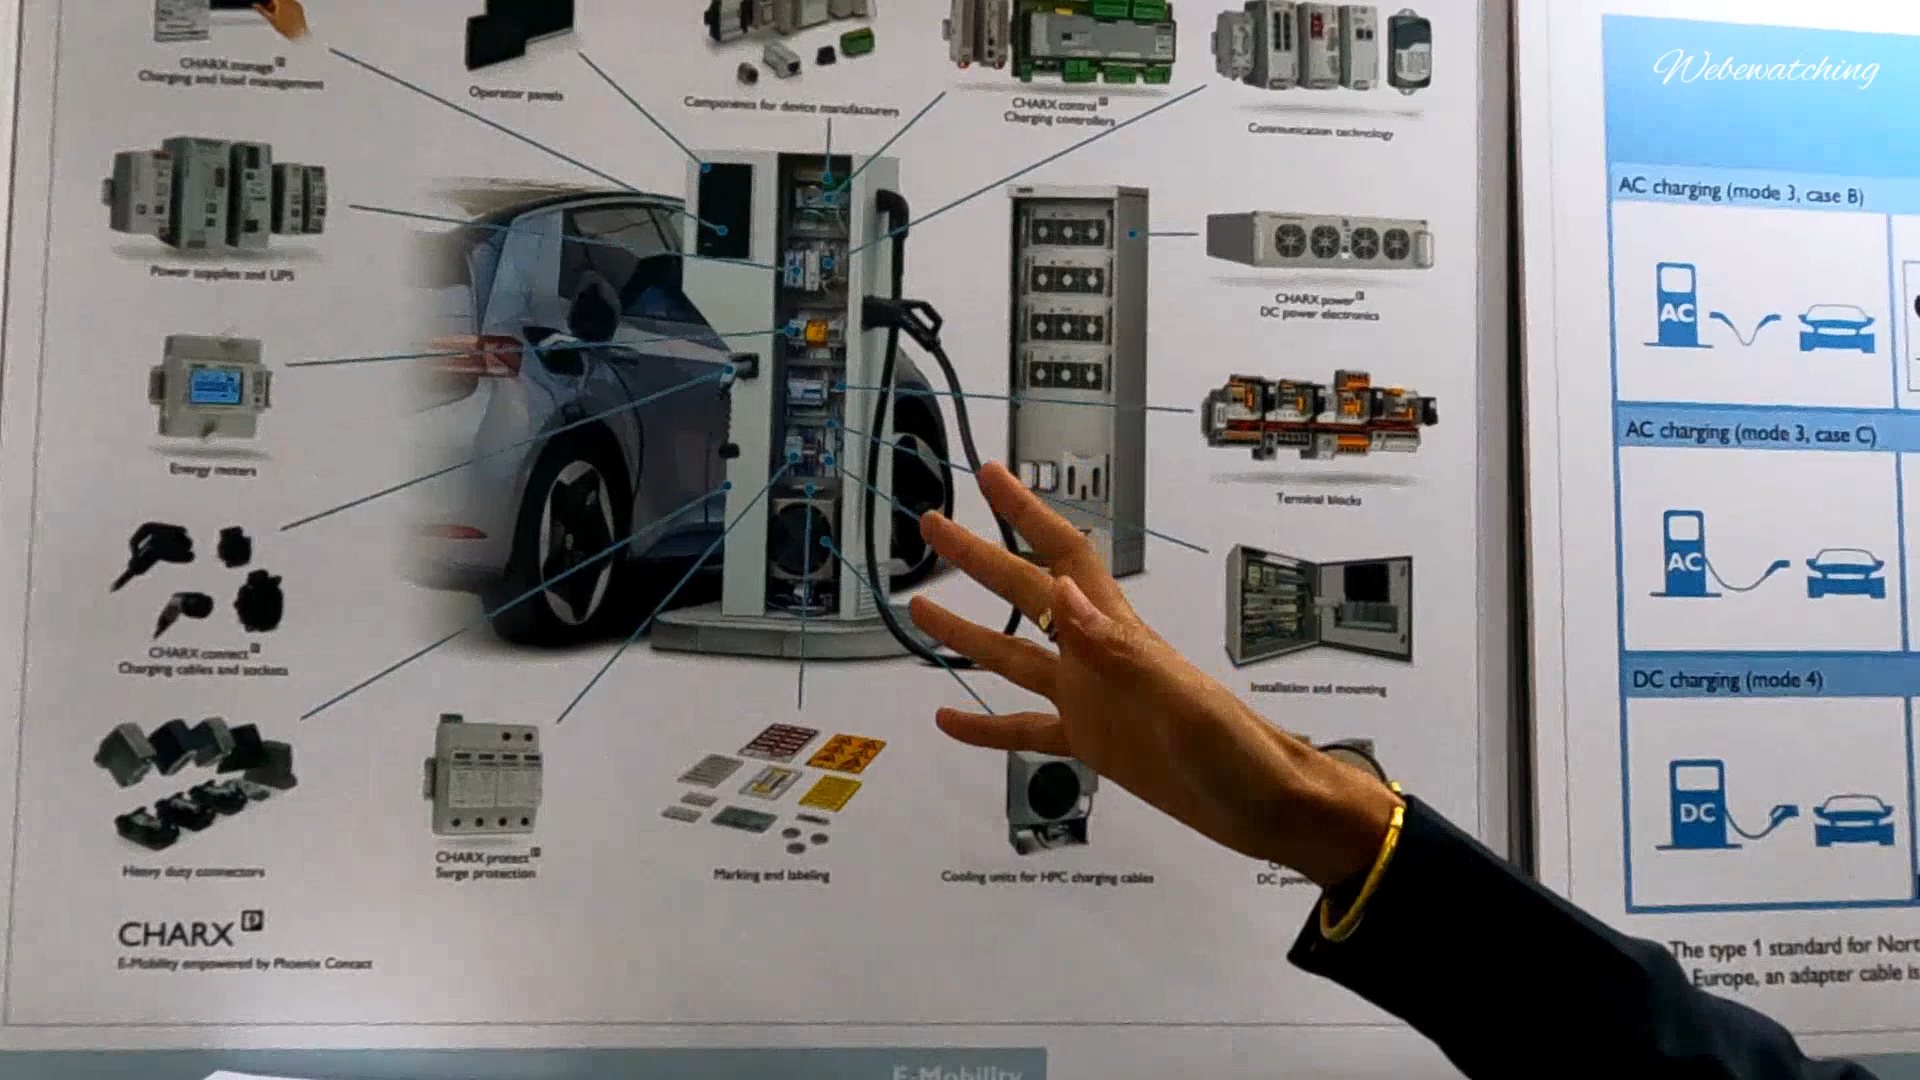 Webewatching
CHARX manage
Charging and load management
Operator panels
Components for device manufacturers
CHARX control
Charging controllers
Communication technology
Power supplies and UPS
CHARX power
DC power electronics
Energy meters
Terminal blocks
CHARX connect
Charging cables and sockets
Installation and mounting
Heavy duty connectors
CHARX protect
Surge protection
Marking and labeling
Cooling units for HPC charging cables
DC
CHARX
E-Mobility empowered by Phoenix Contact
E-Mobility
AC charging (mode 3, case B)
AC
AC charging (mode 3, case C)
AC
DC charging (mode 4)
DC
The type 1 standard for
Europe, an adapter cable is